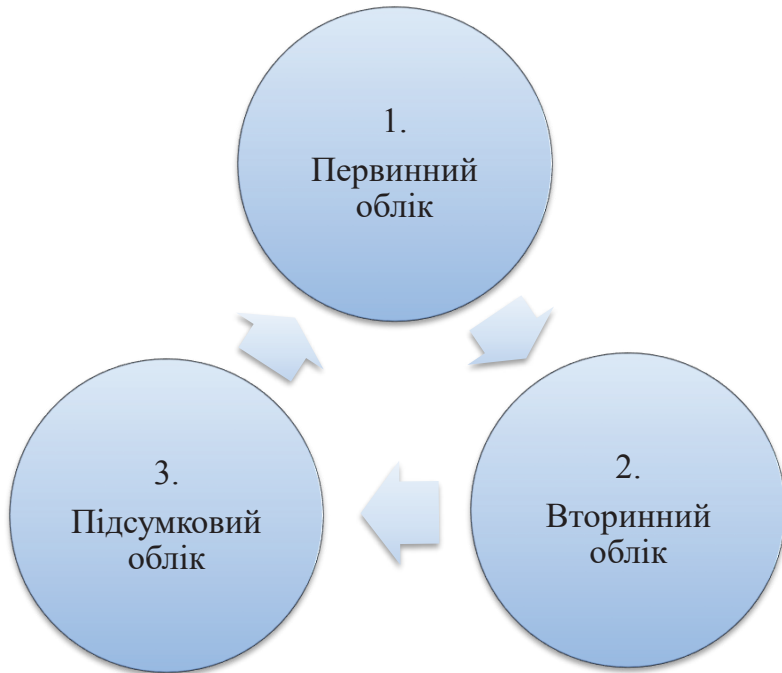 1.
Первинний
облік
2.
Вторинний
облік
3.
Підсумковий
облік